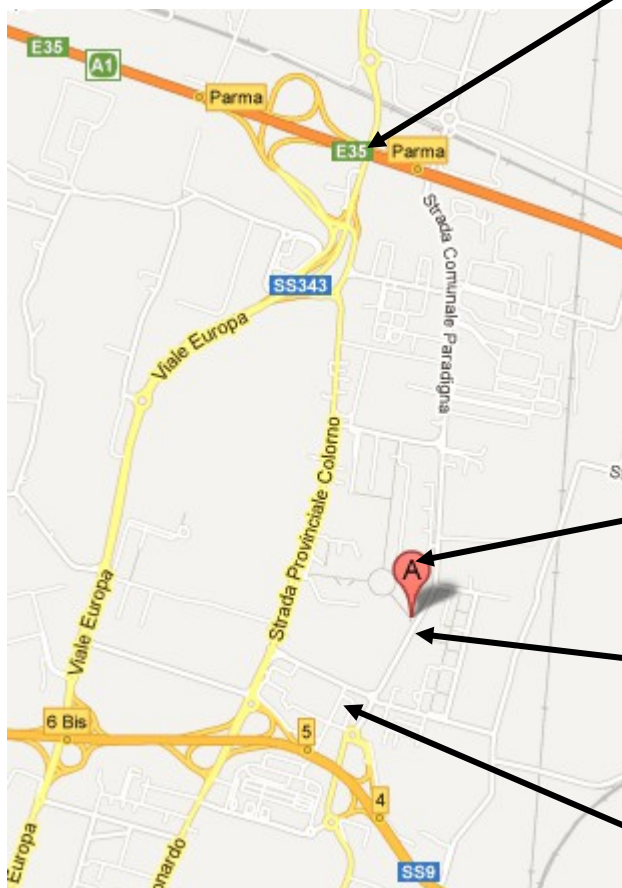 E35
A1
Parma
E35
Parma
Strada Comunale Paradigna
SS343
Viale Europa
Strada Provinciale Colorno
A
Viale Europa
6 Bis
5
4
Europa
onardo
SS9